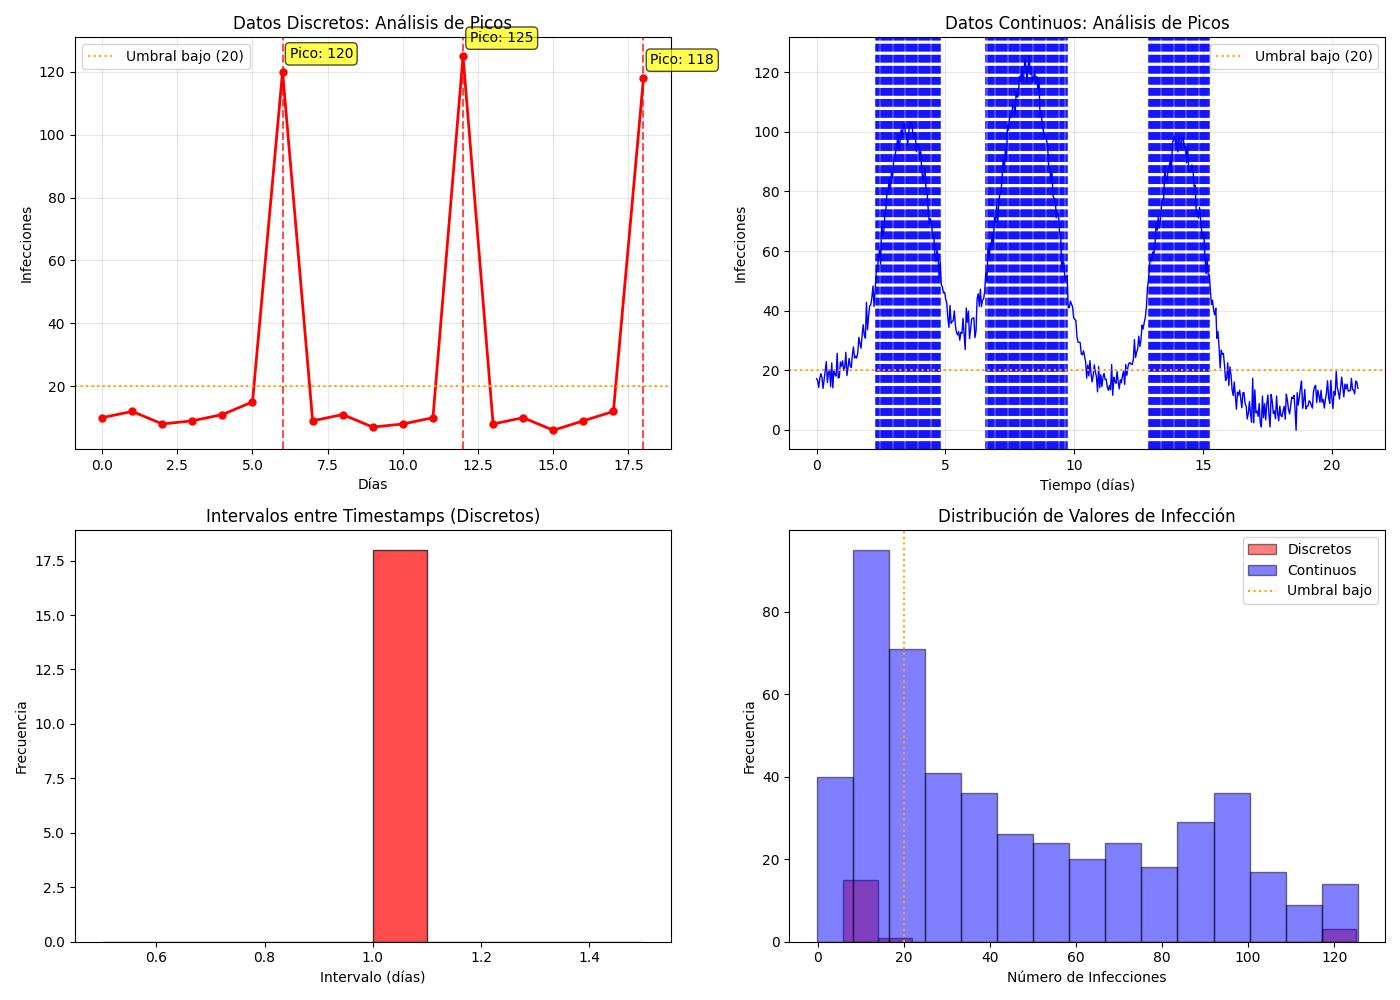 Datos Discretos: Análisis de Picos
Umbral bajo (20)
Pico: 120
Pico: 125
Pico: 118
Infecciones
120
100
80
60
40
20
0.0 2.5 5.0 7.5 10.0 12.5 15.0 17.5
Días
Datos Continuos: Análisis de Picos
Umbral bajo (20)
Infecciones
120
100
80
60
40
20
0
0 5 10 15 20
Tiempo (días)
Intervalos entre Timestamps (Discretos)
Frecuencia
17.5
15.0
12.5
10.0
7.5
5.0
2.5
0.0
0.6 0.8 1.0 1.2 1.4
Intervalo (días)
Distribución de Valores de Infección
Discretos
Continuos
Umbral bajo
Frecuencia
80
60
40
20
0
0 20 40 60 80 100 120
Número de Infecciones